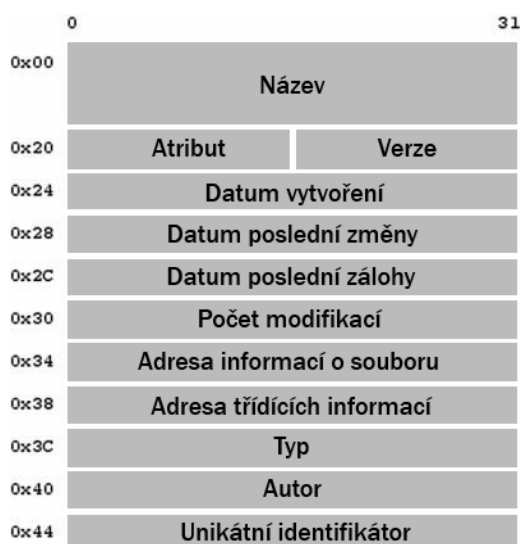 0 31
0x00 Název
0x20 Atribut Verze
0x24 Datum vytvoření
0x28 Datum poslední změny
0x2C Datum poslední zálohy
0x30 Počet modifikací
0x34 Adresa informací o souboru
0x38 Adresa třídících informací
0x3C Typ
0x40 Autor
0x44 Unikátní identifikátor